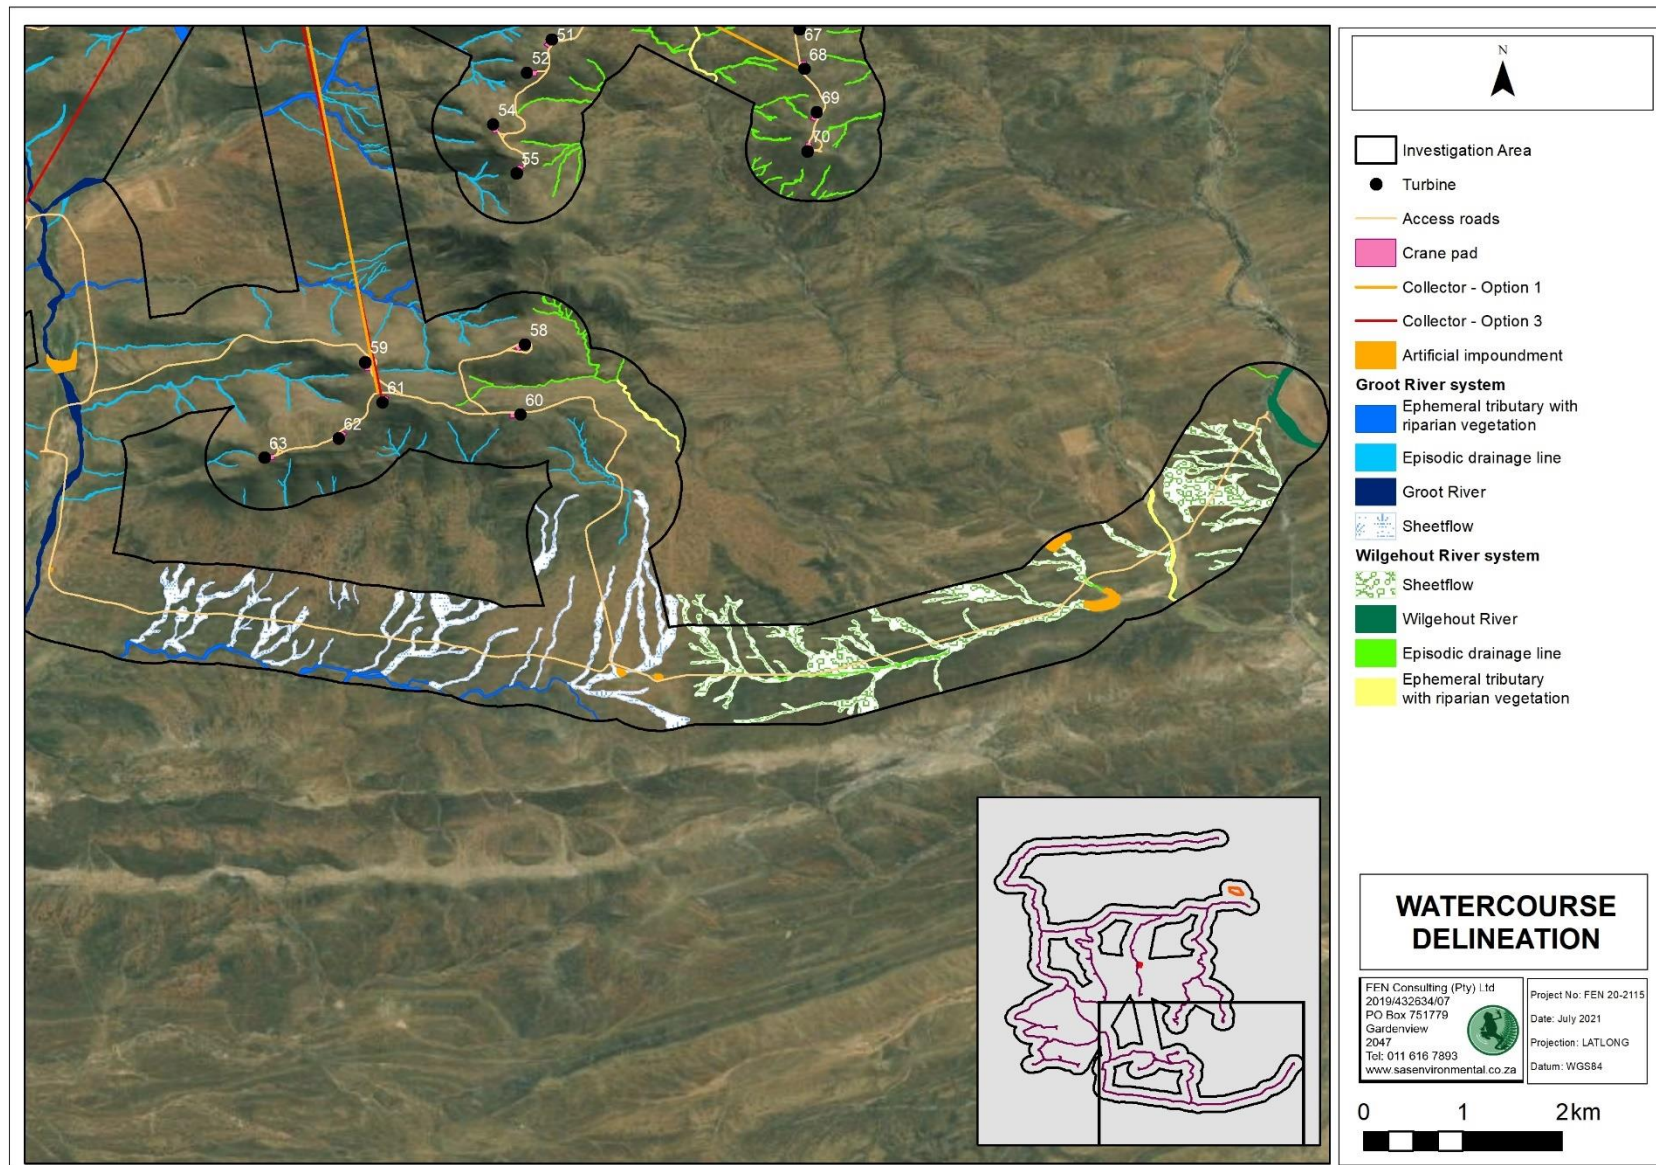 51
52
54
55
67
68
69
70
58
59
61
60
62
63
N
Investigation Area
Turbine
Access roads
Crane pad
Collector - Option 1
Collector - Option 3
Artificial impoundment
Groot River system
Ephemeral tributary with
riparian vegetation
Episodic drainage line
Groot River
Sheetflow
Wilgehout River system
Sheetflow
Wilgehout River
Episodic drainage line
Ephemeral tributary
with riparian vegetation
WATERCOURSE
DELINEATION
FEN Consulting (Pty) Ltd
2019/432634/07
PO Box 751779
Gardenview
2047
Tel: 011 616 7893
www.sasenvironmental.co.za
Project No: FEN 20-2115
Date: July 2021
Projection: LATLONG
Datum: WGS84
0 1 2km